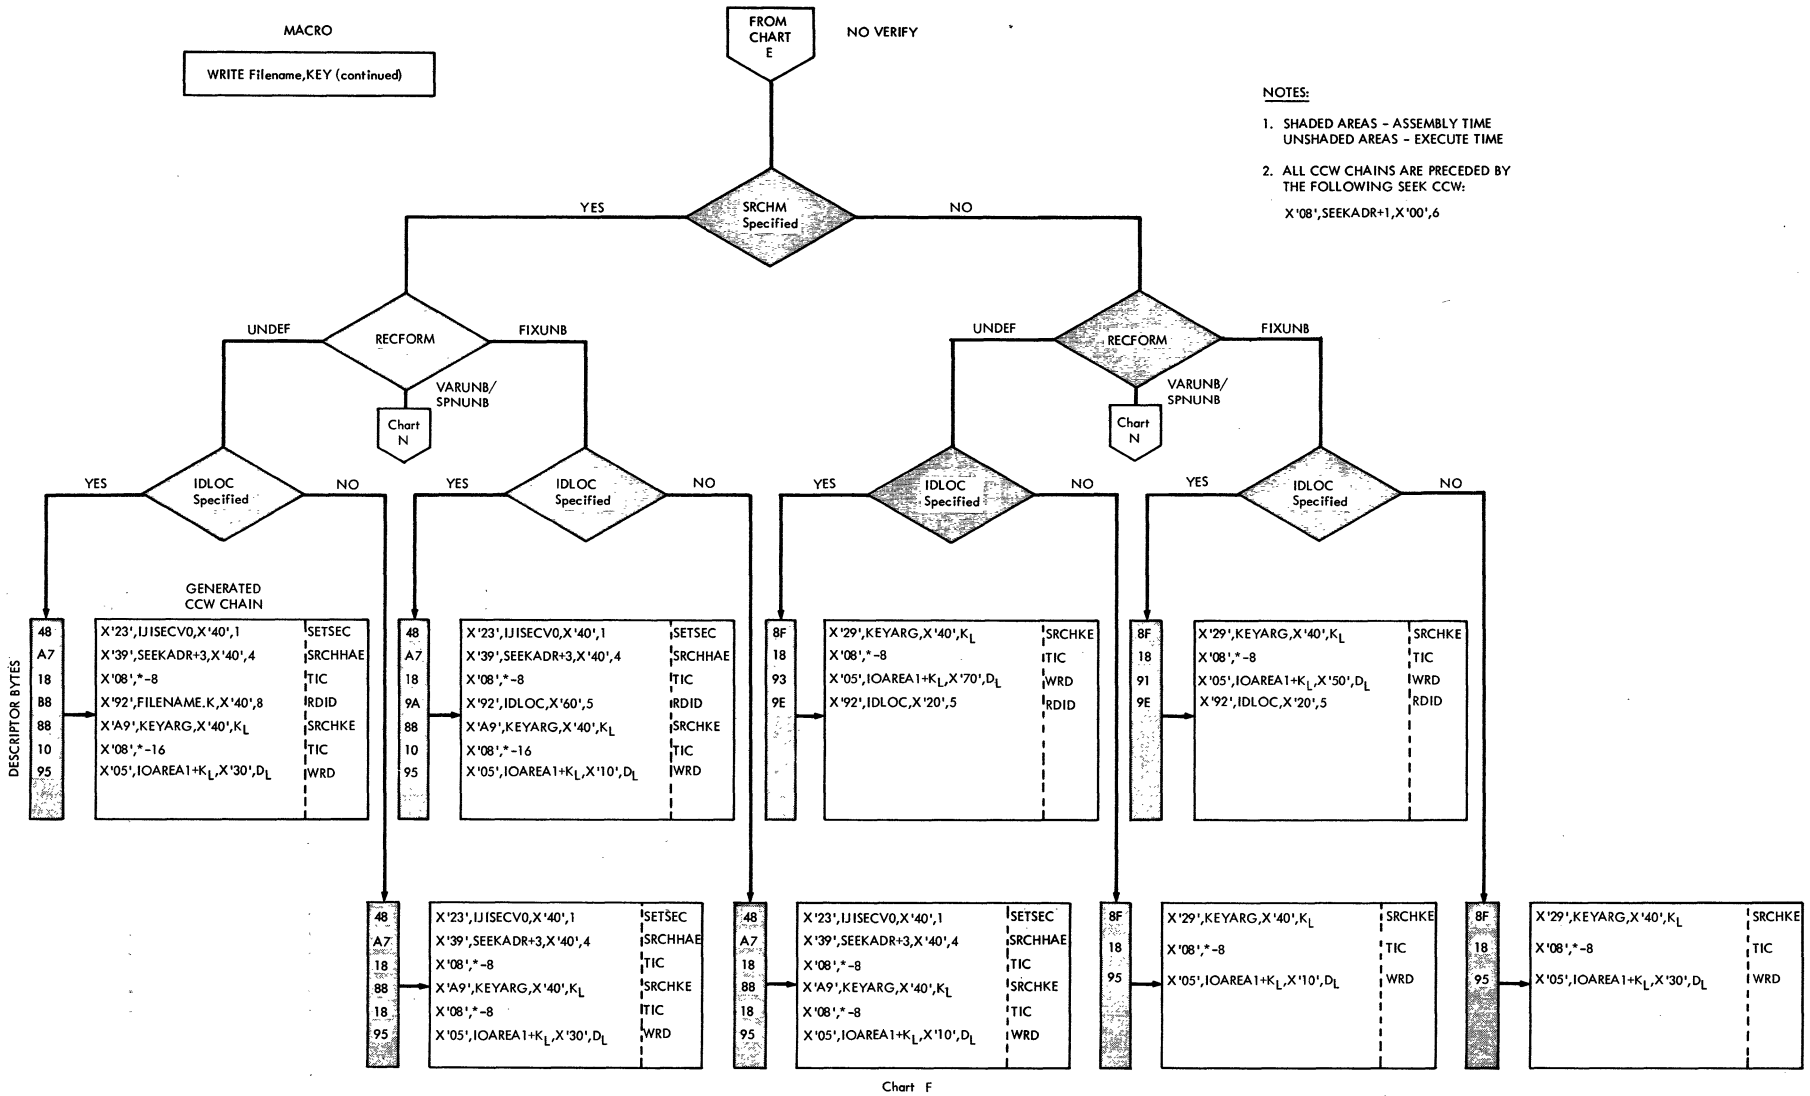 MACRO
WRITE Filename,KEY (continued)
FROM
CHART
E
NO VERIFY
NOTES:
1. SHADED AREAS - ASSEMBLY TIME
UNSHADED AREAS - EXECUTE TIME
2. ALL CCW CHAINS ARE PRECEDED BY
THE FOLLOWING SEEK CCW:
X'08',SEEKADR+1,X'00',6
YES
SRCHM
Specified
NO
UNDEF
RECFORM
FIXUNB
VARUNB/
SPNUNB
Chart
N
UNDEF
RECFORM
FIXUNB
VARUNB/
SPNUNB
Chart
N
YES
IDLOC
Specified
NO
YES
IDLOC
Specified
NO
YES
IDLOC
Specified
NO
YES
IDLOC
Specified
NO
GENERATED
CCW CHAIN
DESCRIPTOR BYTES
48 X'23',IJISECV0,X'40',1 SETSEC
A7 X'39',SEEKADR+3,X'40',4 SRCHHAE
18 X'08',*-8 TIC
B8 X'92',FILENAME.K,X'40',8 RDID
88 X'A9',KEYARG,X'40',KL SRCHKE
10 X'08',*-16 TIC
95 X'05',IOAREA1+KL,X'30',DL WRD
48 X'23',IJISECV0,X'40',1 SETSEC
A7 X'39',SEEKADR+3,X'40',4 SRCHHAE
18 X'08',*-8 TIC
9A X'92',IDLOC,X'60',5 RDID
88 X'A9',KEYARG,X'40',KL SRCHKE
10 X'08',*-16 TIC
95 X'05',IOAREA1+KL,X'10',DL WRD
8F X'29',KEYARG,X'40',KL SRCHKE
18 X'08',*-8 TIC
93 X'05',IOAREA1+KL,X'70',DL WRD
9E X'92',IDLOC,X'20',5 RDID
8F X'29',KEYARG,X'40',KL SRCHKE
18 X'08',*-8 TIC
91 X'05',IOAREA1+KL,X'50',DL WRD
9E X'92',IDLOC,X'20',5 RDID
48 X'23',IJISECV0,X'40',1 SETSEC
A7 X'39',SEEKADR+3,X'40',4 SRCHHAE
18 X'08',*-8 TIC
88 X'A9',KEYARG,X'40',KL SRCHKE
18 X'08',*-8 TIC
95 X'05',IOAREA1+KL,X'30',DL WRD
48 X'23',IJISECV0,X'40',1 SETSEC
A7 X'39',SEEKADR+3,X'40',4 SRCHHAE
18 X'08',*-8 TIC
88 X'A9',KEYARG,X'40',KL SRCHKE
18 X'08',*-8 TIC
95 X'05',IOAREA1+KL,X'10',DL WRD
8F X'29',KEYARG,X'40',KL SRCHKE
18 X'08',*-8 TIC
95 X'05',IOAREA1+KL,X'10',DL WRD
8F X'29',KEYARG,X'40',KL SRCHKE
18 X'08',*-8 TIC
95 X'05',IOAREA1+KL,X'30',DL WRD
Chart F